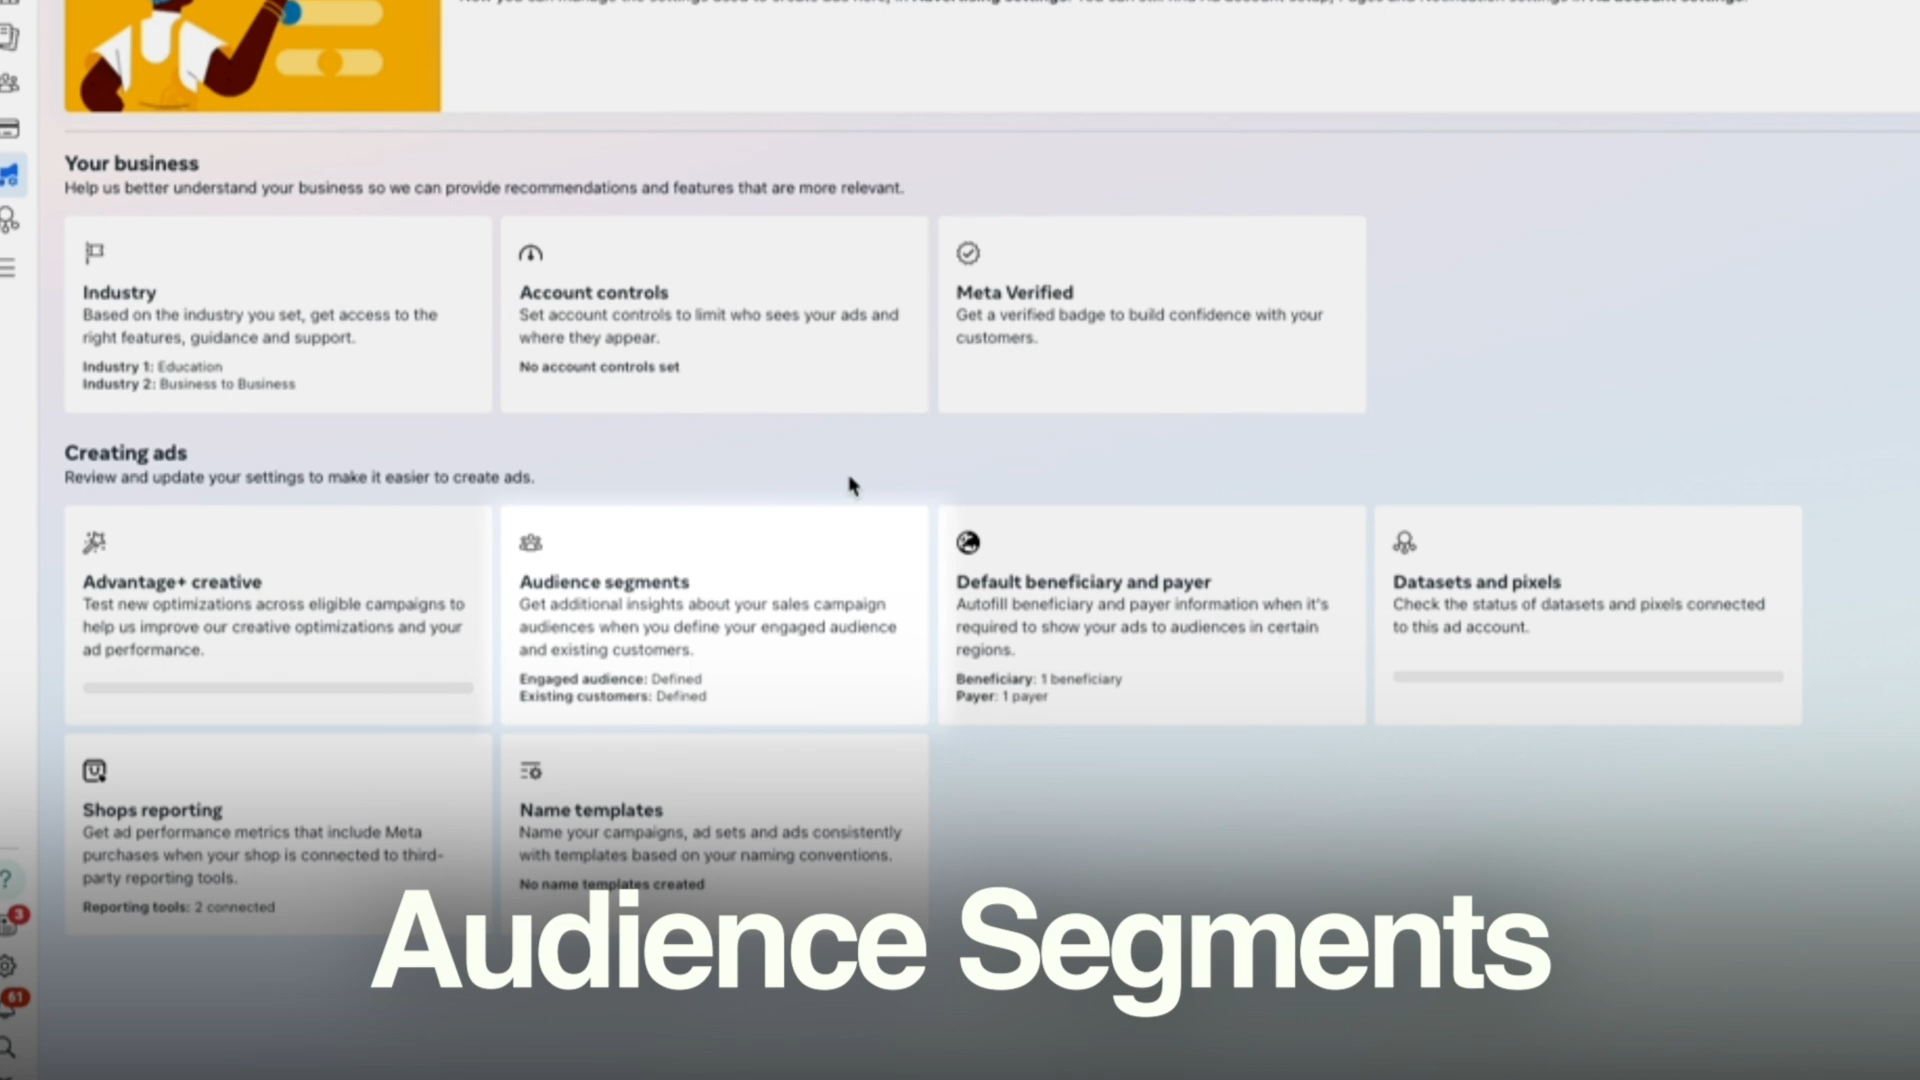 Your business
Help us better understand your business so we can provide recommendations and features that are more relevant.
Industry
Based on the industry you set, get access to the
right features, guidance and support.
Industry 1: Education
Industry 2: Business to Business
Account controls
Set account controls to limit who sees your ads and
where they appear.
No account controls set
Meta Verified
Get a verified badge to build confidence with your
customers.
Creating ads
Review and update your settings to make it easier to create ads.
Advantage+ creative
Test new optimizations across eligible campaigns to
help us improve our creative optimizations and your
ad performance.
Audience segments
Get additional insights about your sales campaign
audiences when you define your engaged audience
and existing customers.
Engaged audience: Defined
Existing customers: Defined
Default beneficiary and payer
Autofill beneficiary and payer information when it's
required to show your ads to audiences in certain
regions.
Beneficiary: 1 beneficiary
Payer: 1 payer
Datasets and pixels
Check the status of datasets and pixels connected
to this ad account.
Shops reporting
Get ad performance metrics that include Meta
purchases when your shop is connected to third-
party reporting tools.
Reporting tools: 2 connected
Name templates
Name your campaigns, ad sets and ads consistently
with templates based on your naming conventions.
No name templates created
?
3
61
Audience Segments